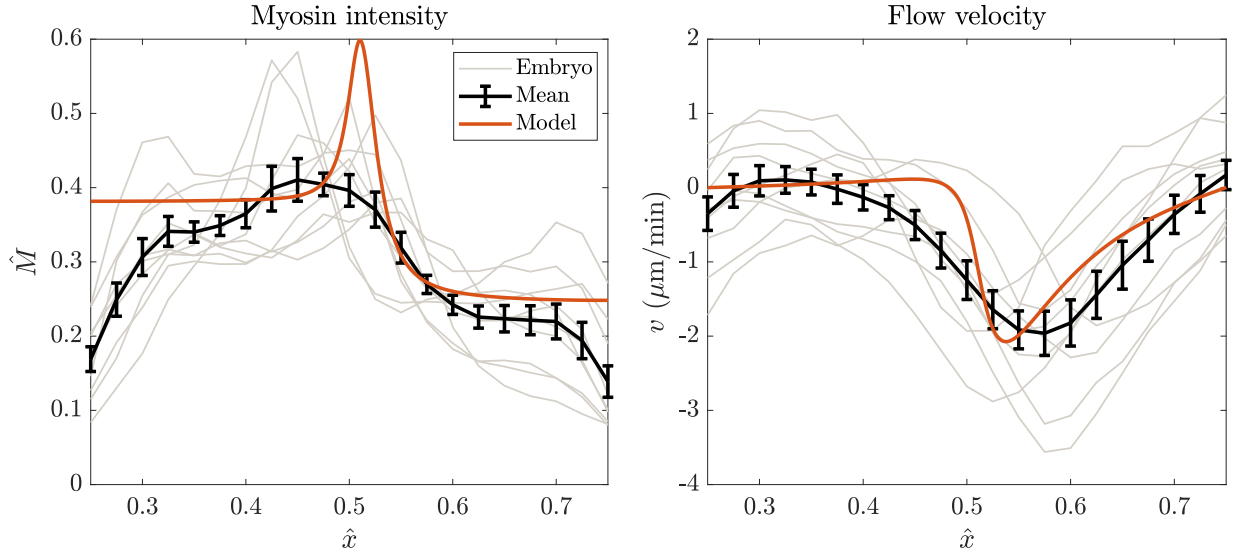 Myosin intensity
0.6
0.5
0.4
0.3
0.2
0.1
0
M̂
0.3
0.4
0.5
0.6
0.7
x̂
Embryo
Mean
Model
Flow velocity
2
1
0
-1
-2
-3
-4
v (μm/min)
0.3
0.4
0.5
0.6
0.7
x̂